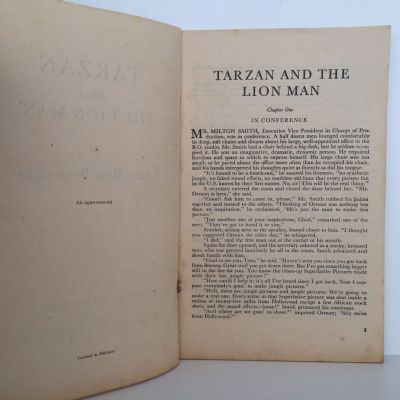 All rights reserved
TARZAN AND THE
LION MAN
Chapter One
IN CONFERENCE
MR. MILTON SMITH, Executive Vice President in Charge of Pro-
duction, was in conference. A half dozen men lounged comfortably
in deep, soft chairs and divans about his large, well-appointed office in the
B.O. studio. Mr. Smith had a chair behind a big desk, but he seldom occu-
pied it. He was an imaginative, dramatic, dynamic person. He required
freedom and space in which to express himself. His large chair was too
small; so he paced about the office more often than he occupied his chair,
and his hands interpreted his thoughts quite as fluently as did his tongue.
"It's bound to be a knock-out," he assured his listeners; "no synthetic
jungle, no faked sound effects, no toothless old lions that every picture fan
in the U.S. knows by their first names. No, sir! This will be the real thing."
A secretary entered the room and closed the door behind her. "Mr.
Orman is here," she said.
"Good! Ask him to come in, please." Mr. Smith rubbed his palms
together and turned to the others. "Thinking of Orman was nothing less
than an inspiration," he exclaimed. "He's just the man to make this
picture."
"Just another one of your inspirations, Chief," remarked one of the
men. "They've got to hand it to you."
Another, sitting next to the speaker, leaned closer to him. "I thought you
suggested Orman the other day," he whispered.
"I did," said the first man out of the corner of his mouth.
Again the door opened, and the secretary ushered in a stocky, bronzed
man, who was greeted familiarly by all in the room. Smith advanced and
shook hands with him.
"Glad to see you, Tom," he said. "Haven't seen you since you got back
from Borneo. Great stuff you got down there. But I've got something bigger
still in the fire for you. You know the clean-up Superlative Pictures made
with their last jungle picture?"
"How could I help it; it's all I've heard since I got back. Now I sup-
pose everybody's goin' to make jungle pictures."
"Well, there are jungle pictures and jungle pictures. We're going to
make a real one. Every scene in that Superlative picture was shot inside a
radius of twenty-five miles from Hollywood except a few African stock
shots, and the sound effects—lousy!" Smith grimaced his contempt.
"And where are we goin' to shoot?" inquired Orman; "fifty miles
from Hollywood?"
3